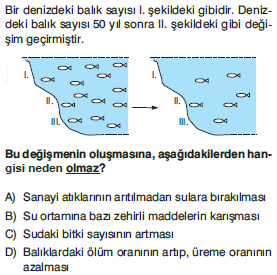 Bir denizdeki balık sayısı I. şekildeki gibidir. Deniz-
deki balık sayısı 50 yıl sonra II. şekildeki gibi deği-
şim geçirmiştir.
I. I.
II. II.
III. III.
Bu değişmenin oluşmasına, aşağıdakilerden han-
gisi neden olmaz?
A) Sanayi atıklarının arıtılmadan sulara bırakılması
B) Su ortamına bazı zehirli maddelerin karışması
C) Sudaki bitki sayısının artması
D) Balıklardaki ölüm oranının artıp, üreme oranının
azalması